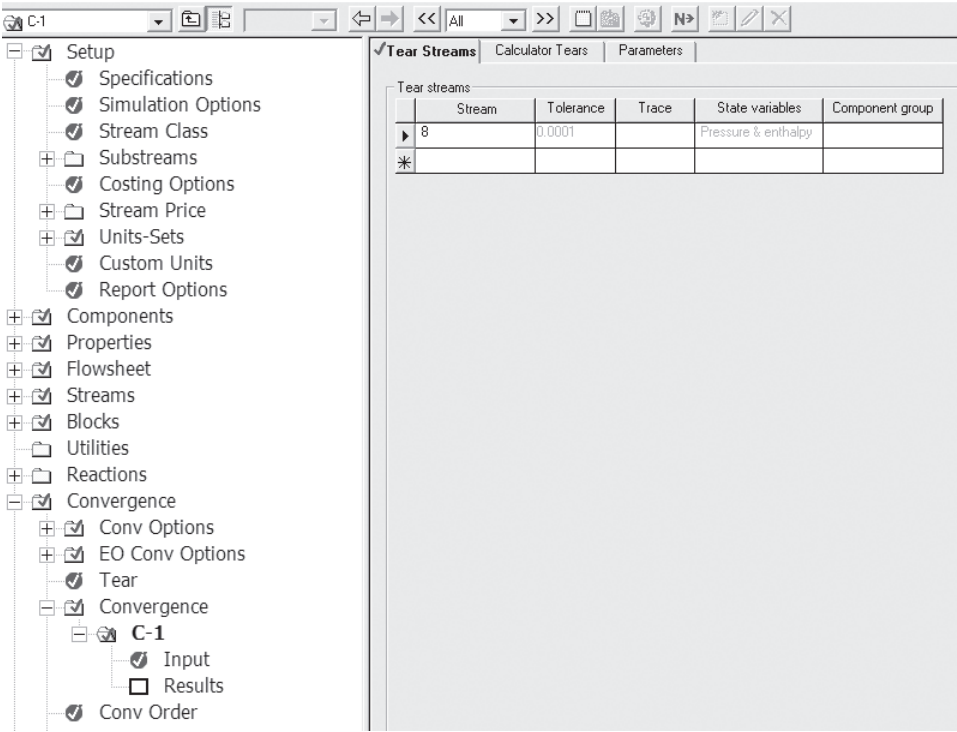 C-1
<< All >> N➔
Setup
Specifications
Simulation Options
Stream Class
Substreams
Costing Options
Stream Price
Units-Sets
Custom Units
Report Options
Components
Properties
Flowsheet
Streams
Blocks
Utilities
Reactions
Convergence
Conv Options
EO Conv Options
Tear
Convergence
C-1
Input
Results
Conv Order
Tear Streams Calculator Tears Parameters
Tear streams
Stream Tolerance Trace State variables Component group
8 0.0001 Pressure & enthalpy